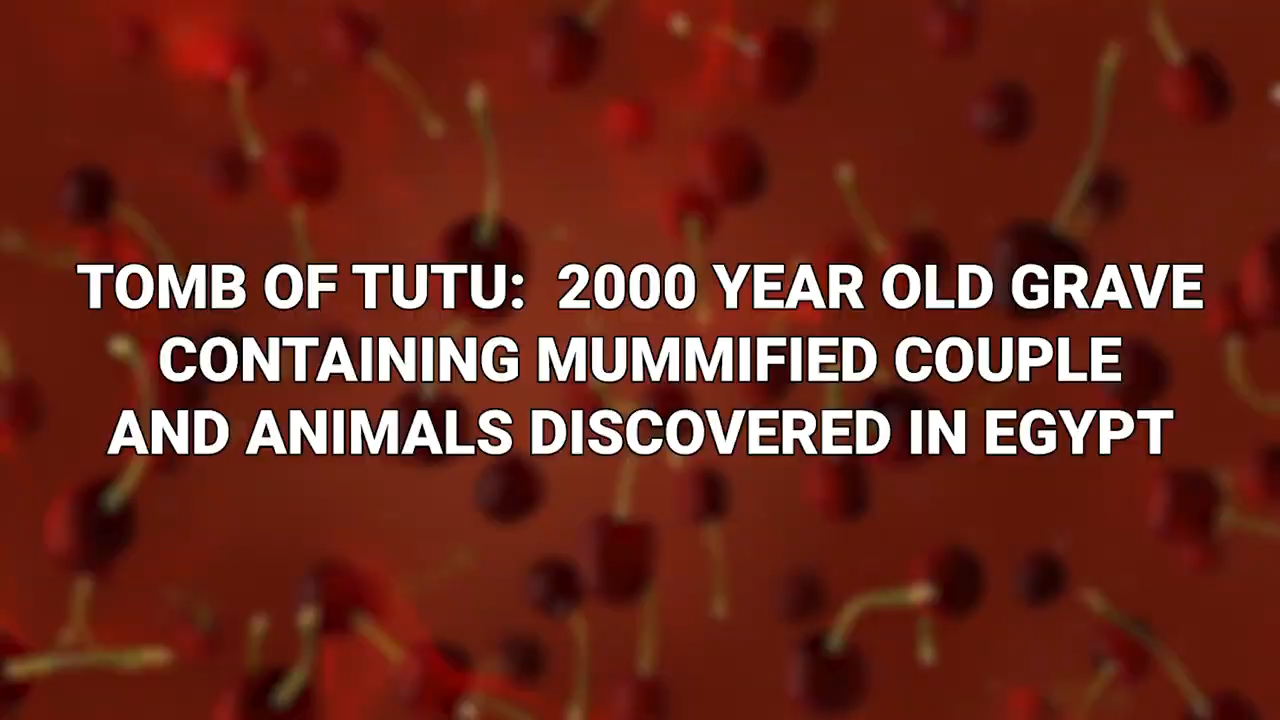 TOMB OF TUTU:  2000 YEAR OLD GRAVE
CONTAINING MUMMIFIED COUPLE
AND ANIMALS DISCOVERED IN EGYPT